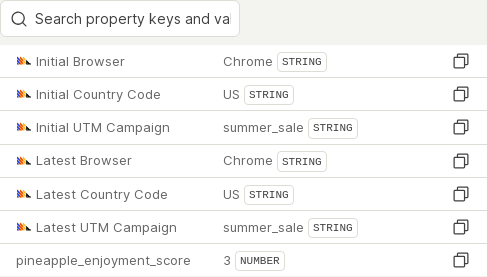 Search property keys and val
Initial Browser Chrome STRING
Initial Country Code US STRING
Initial UTM Campaign summer_sale STRING
Latest Browser Chrome STRING
Latest Country Code US STRING
Latest UTM Campaign summer_sale STRING
pineapple_enjoyment_score 3 NUMBER